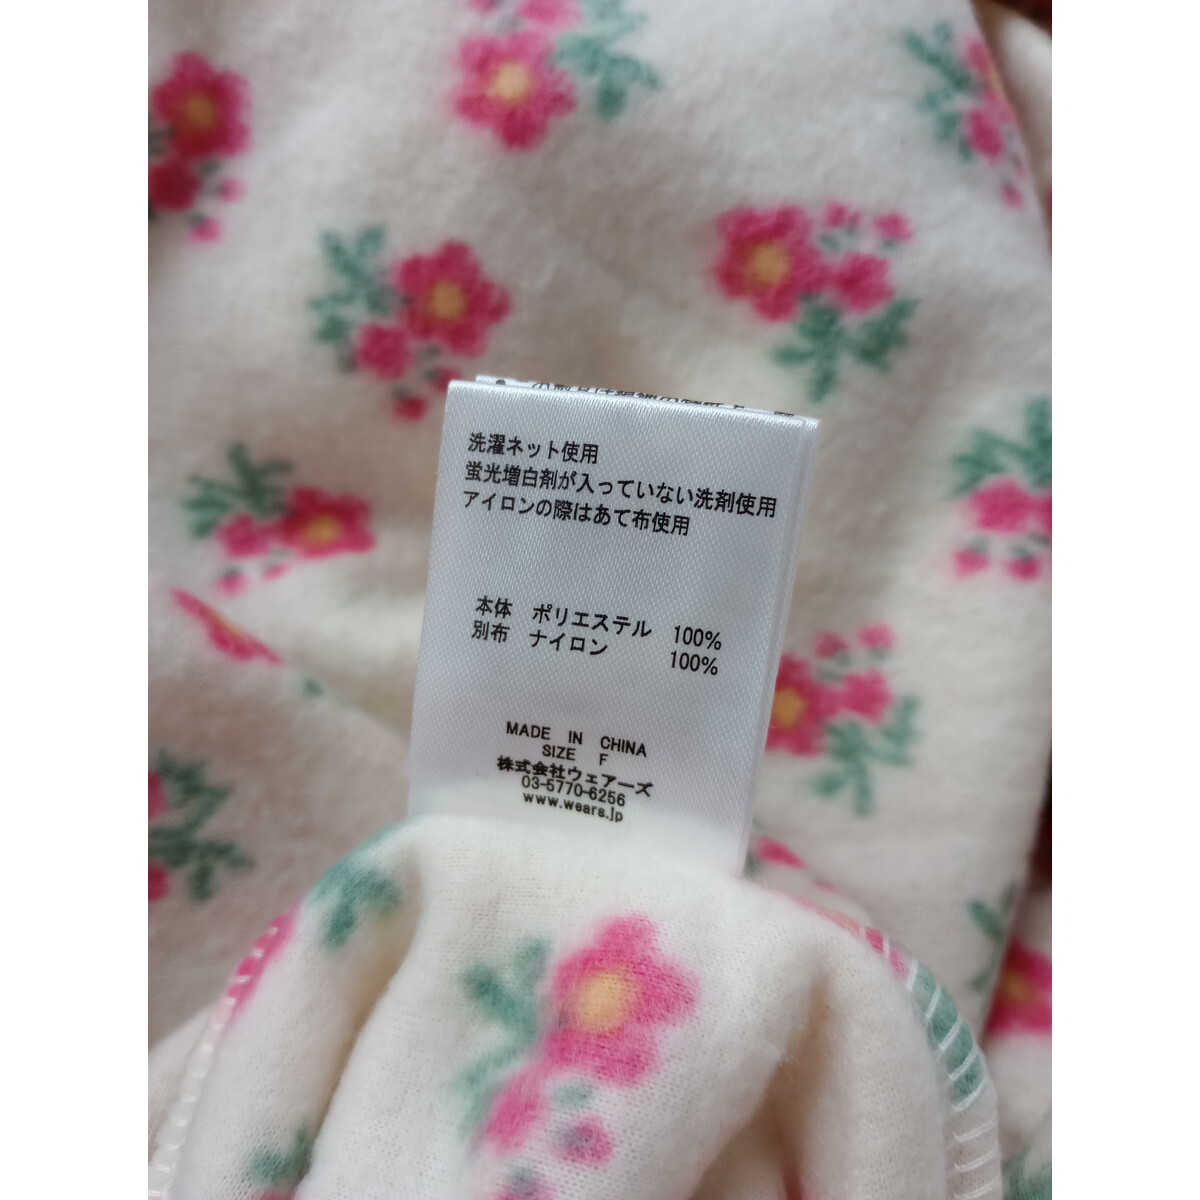 洗濯ネット使用
蛍光増白剤が入っていない洗剤使用
アイロンの際はあて布使用
本体 ポリエステル 100%
別布 ナイロン 100%
MADE IN CHINA
SIZE F
株式会社ウェアーズ
03-5770-6256
www.wears.jp